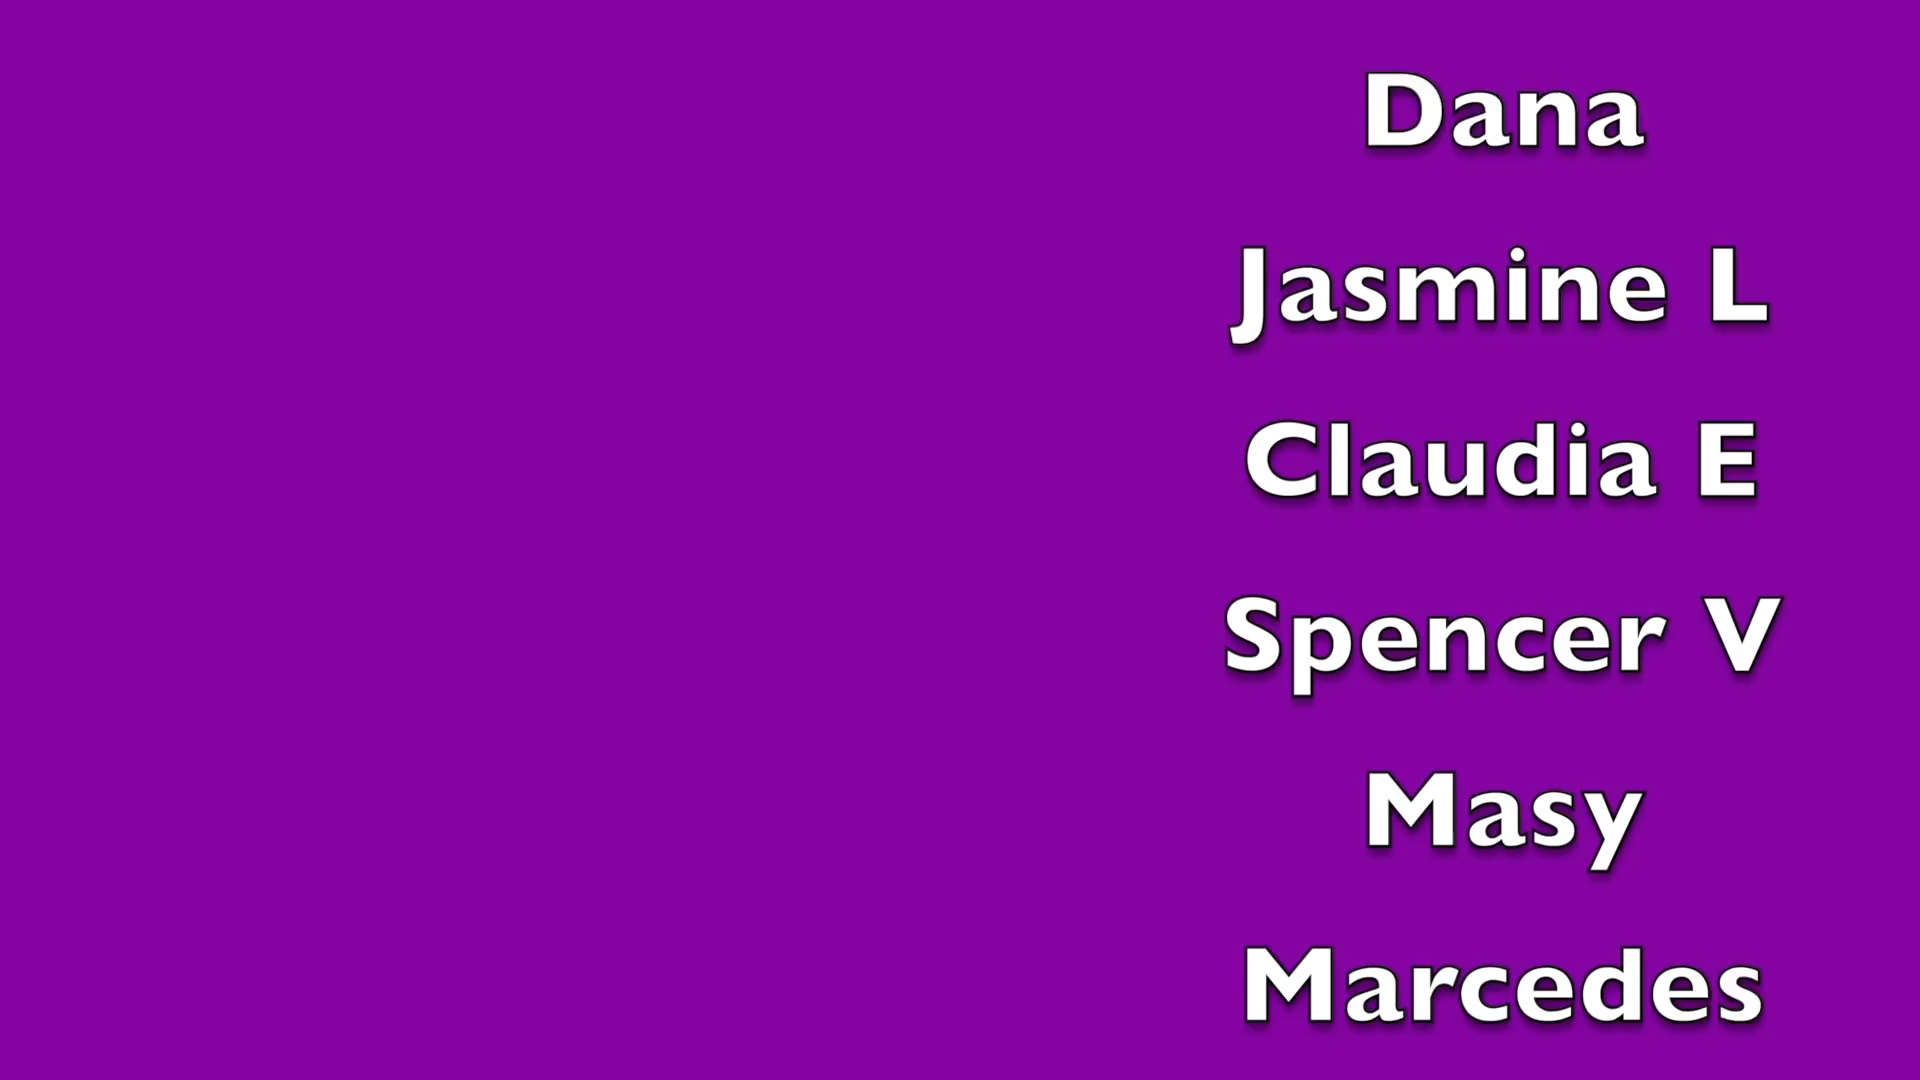 Dana
Jasmine L
Claudia E
Spencer V
Masy
Marcedes